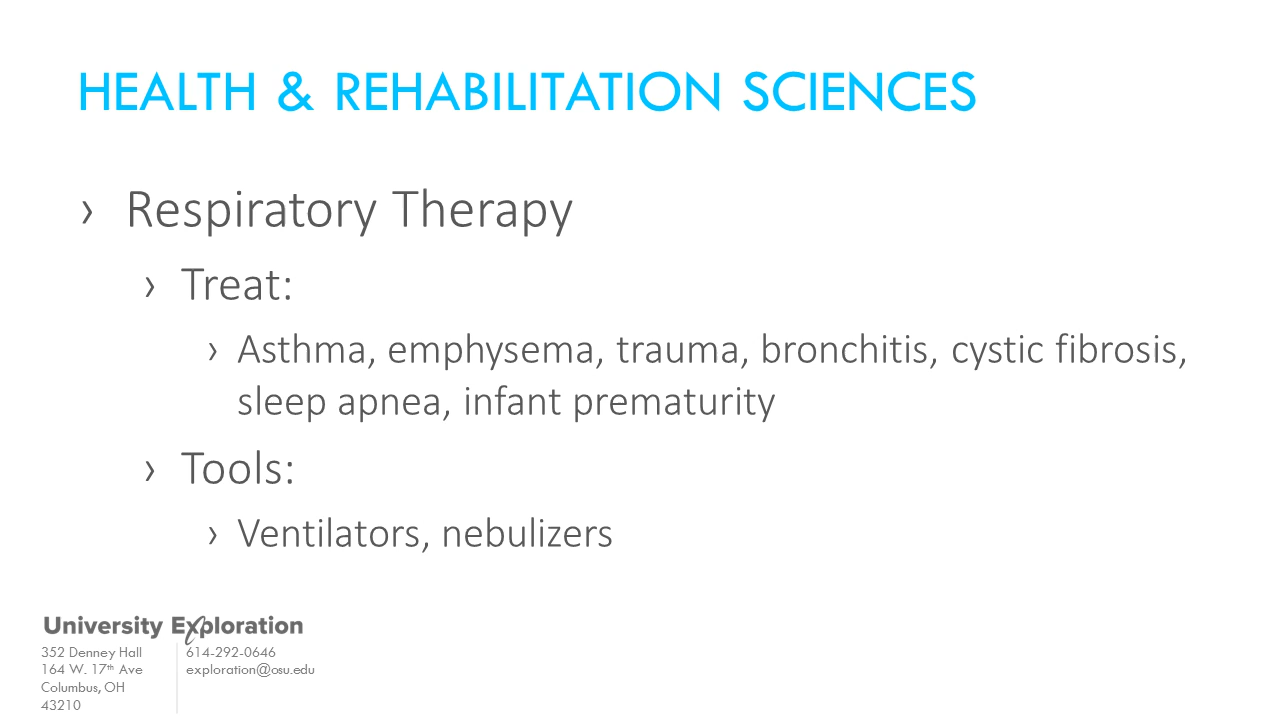 HEALTH & REHABILITATION SCIENCES
› Respiratory Therapy
› Treat:
› Asthma, emphysema, trauma, bronchitis, cystic fibrosis,
sleep apnea, infant prematurity
› Tools:
› Ventilators, nebulizers
University Exploration
352 Denney Hall
164 W. 17th Ave
Columbus, OH
43210
614-292-0646
exploration@osu.edu